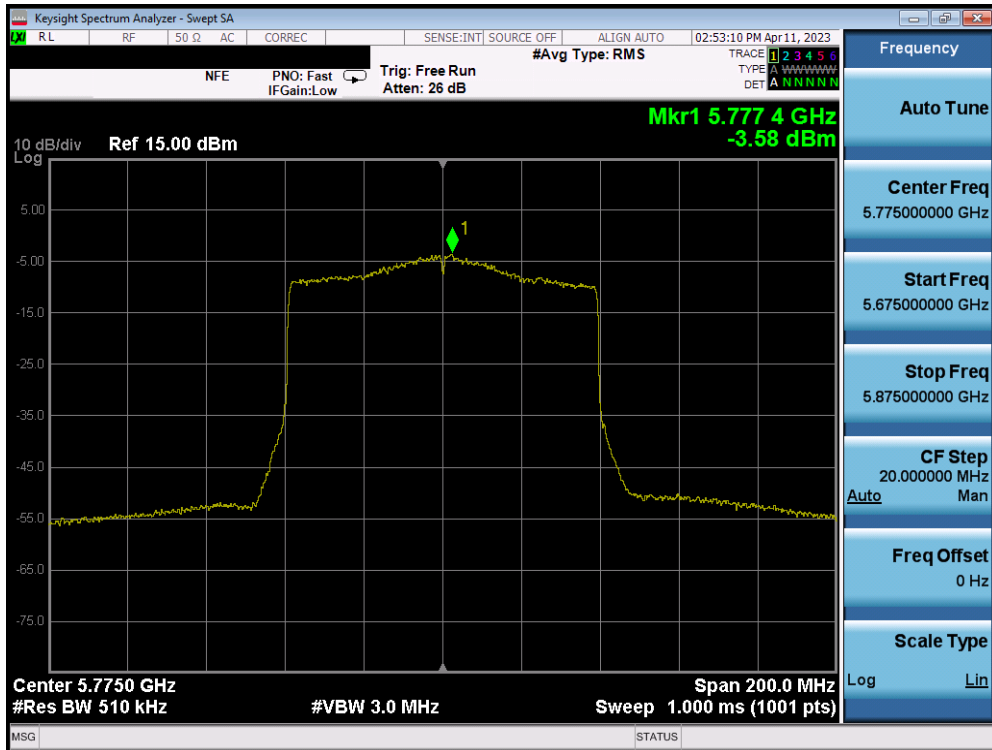 Keysight Spectrum Analyzer - Swept SA
LXI RL RF 50 Ω AC CORREC SENSE:INT SOURCE OFF ALIGN AUTO 02:53:10 PM Apr 11, 2023
#Avg Type: RMS
TRACE 1 2 3 4 5 6
NFE PNO: Fast Trig: Free Run TYPE A WWWWW
IFGain:Low Atten: 26 dB DET A N N N N N
Mkr1 5.777 4 GHz
-3.58 dBm
10 dB/div Ref 15.00 dBm
Log
5.00
1
-5.00
-15.0
-25.0
-35.0
-45.0
-55.0
-65.0
-75.0
Center 5.7750 GHz Span 200.0 MHz
#Res BW 510 kHz #VBW 3.0 MHz Sweep 1.000 ms (1001 pts)
MSG STATUS
Frequency
Auto Tune
Center Freq
5.775000000 GHz
Start Freq
5.675000000 GHz
Stop Freq
5.875000000 GHz
CF Step
20.000000 MHz
Auto Man
Freq Offset
0 Hz
Scale Type
Log Lin